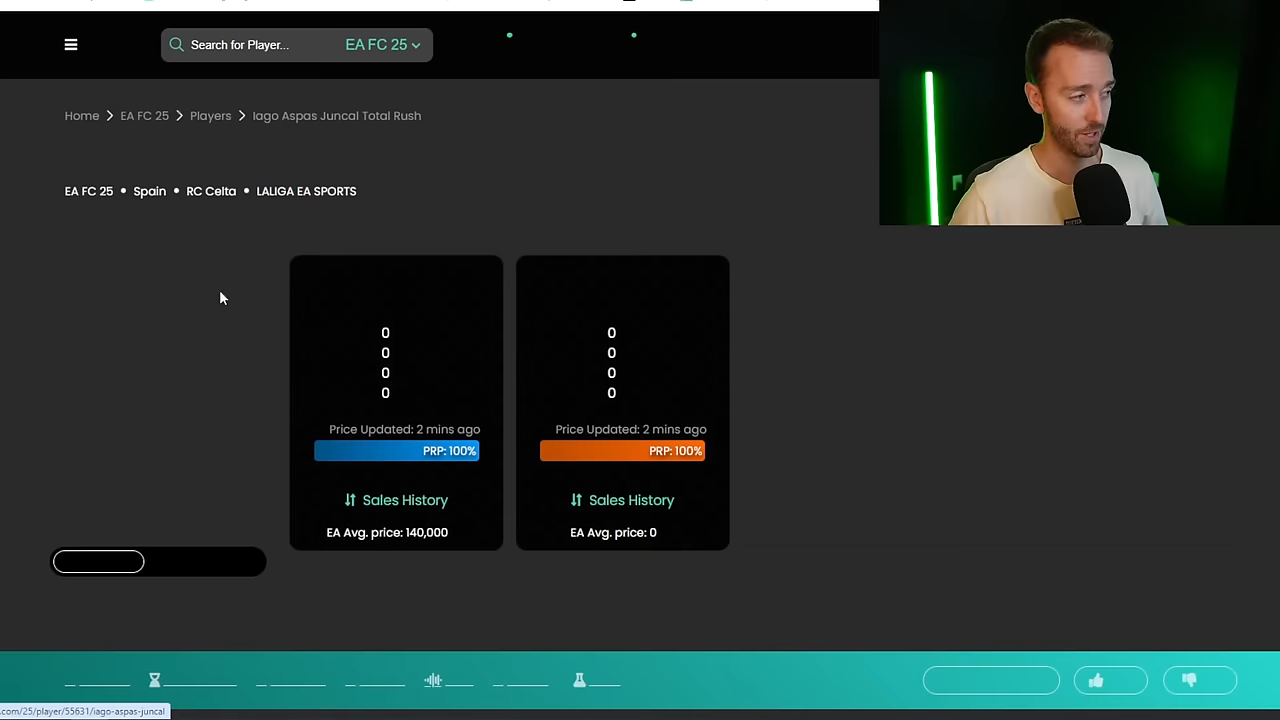 Search for Player...
EA FC 25
Home
EA FC 25
Players
Iago Aspas Juncal Total Rush
EA FC 25 • Spain • RC Celta • LALIGA EA SPORTS
0
0
0
0
Price Updated: 2 mins ago
PRP: 100%
Sales History
EA Avg. price: 140,000
0
0
0
0
Price Updated: 2 mins ago
PRP: 100%
Sales History
EA Avg. price: 0
.com/25/player/55631/iago-aspas-juncal